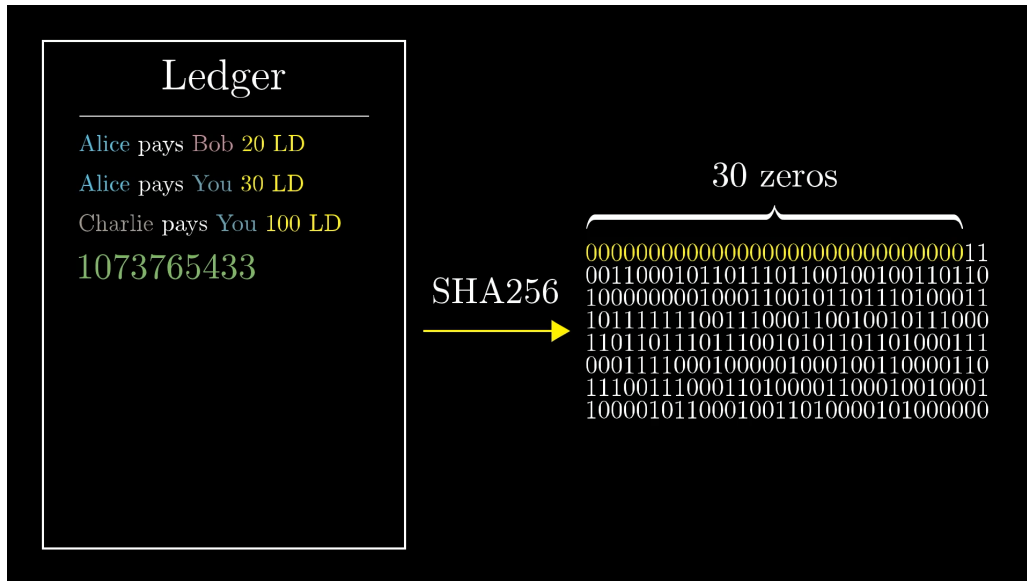 Ledger
Alice pays Bob 20 LD
Alice pays You 30 LD
Charlie pays You 100 LD
1073765433
SHA256
30 zeros
00000000000000000000000000000011
00110001011011101100100100110110
10000000010001100101101110100011
10111111100111000110010010111000
11011011101110010101101101000111
00011110001000001000100110000110
11100111000110100001100010010001
10000101100010011010000101000000